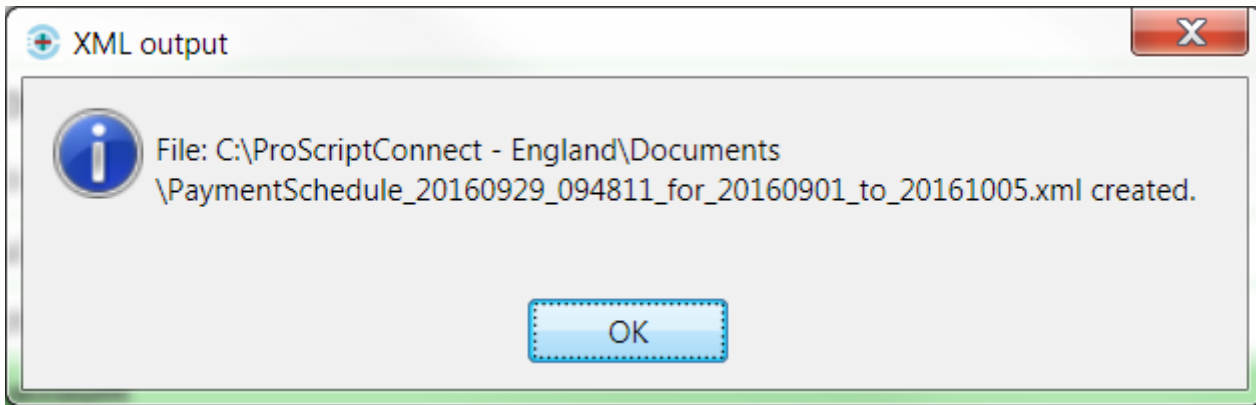 XML output
File: C:\ProScriptConnect - England\Documents
\PaymentSchedule_20160929_094811_for_20160901_to_20161005.xml created.
OK